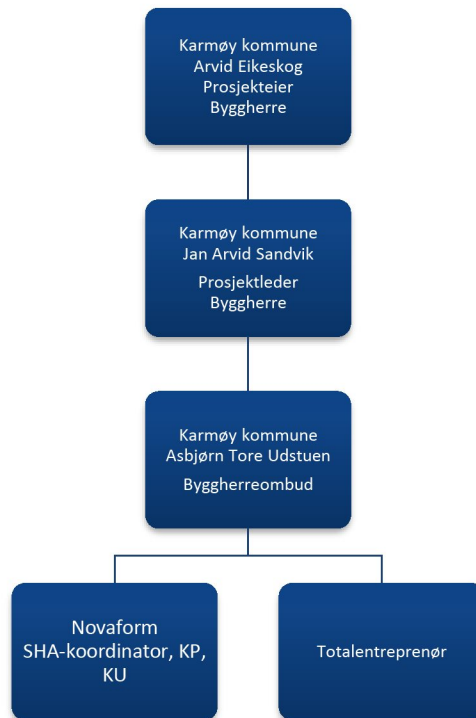 Karmøy kommune
Arvid Eikeskog
Prosjekteier
Byggherre
Karmøy kommune
Jan Arvid Sandvik
Prosjektleder
Byggherre
Karmøy kommune
Asbjørn Tore Udstuen
Byggherreombud
Novaform
SHA-koordinator, KP,
KU
Totalentreprenør